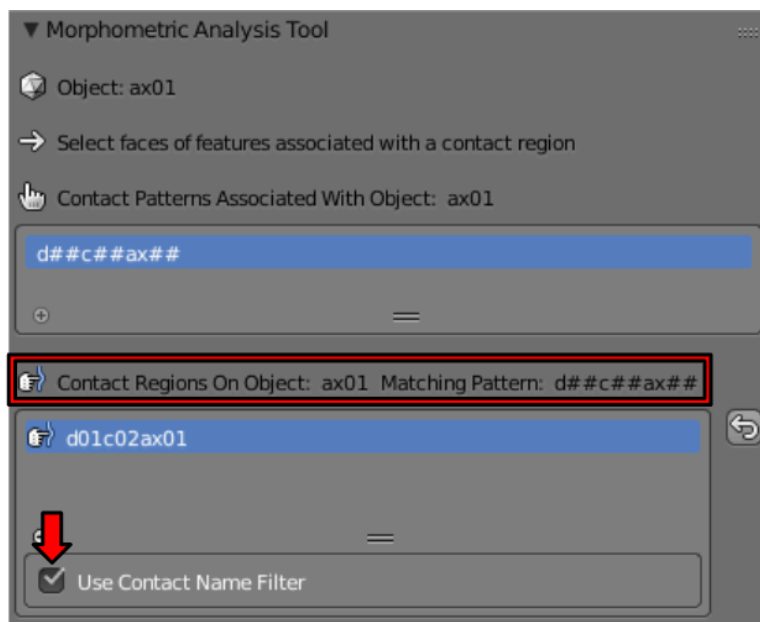 Morphometric Analysis Tool
Object: ax01
Select faces of features associated with a contact region
Contact Patterns Associated With Object: ax01
d##c##ax##
Contact Regions On Object: ax01 Matching Pattern: d##c##ax##
d01c02ax01
Use Contact Name Filter